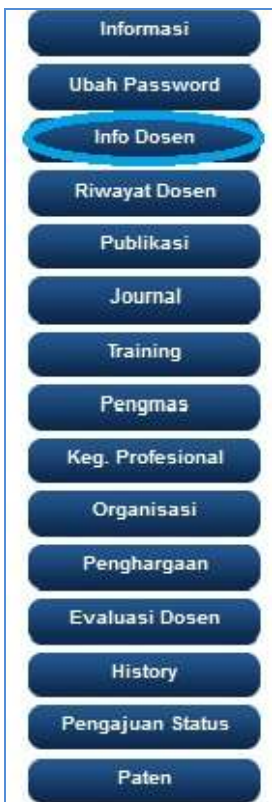 Informasi
Ubah Password
Info Dosen
Riwayat Dosen
Publikasi
Journal
Training
Pengmas
Keg. Profesional
Organisasi
Penghargaan
Evaluasi Dosen
History
Pengajuan Status
Paten